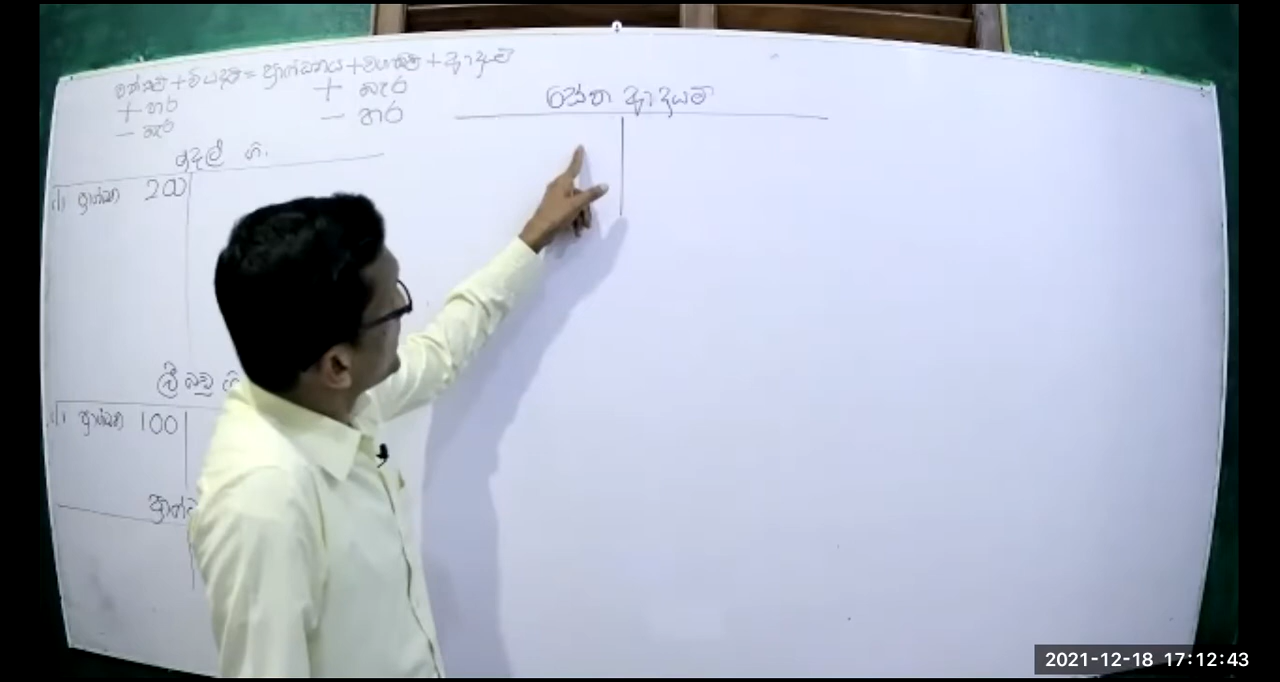 වත්කම් + වියදම් = ප්‍රාග්ධනය + වගකීම් + ආදායම්
+ හර + බැර
- බැර - හර
රැස්ව ආදායම්
මුදල් ගි.
(1) ප්‍රාග්ධන 200
ලී බඩු ගි
(1) ප්‍රාග්ධන 100
ප්‍රාග්ධ
2021-12-18 17:12:43